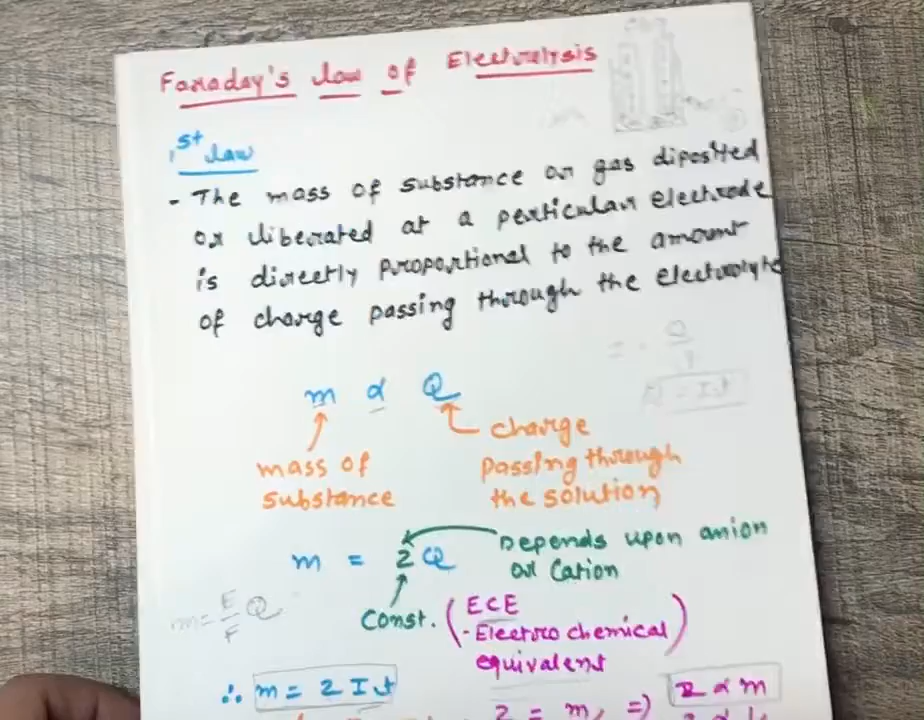 Faraday's law of Electrolysis
1st law
- The mass of substance or gas diposited
or liberated at a perticular electrode
is directly proportional to the amount
of charge passing through the electrolyte
m α Q
mass of
substance
charge
passing through
the solution
m = Z Q
Depends upon anion
or Cation
Const.
(ECE
- Electro chemical
equivalent)
m = E/F Q
∴ m = Z I t
Z α m
Z = m, =)